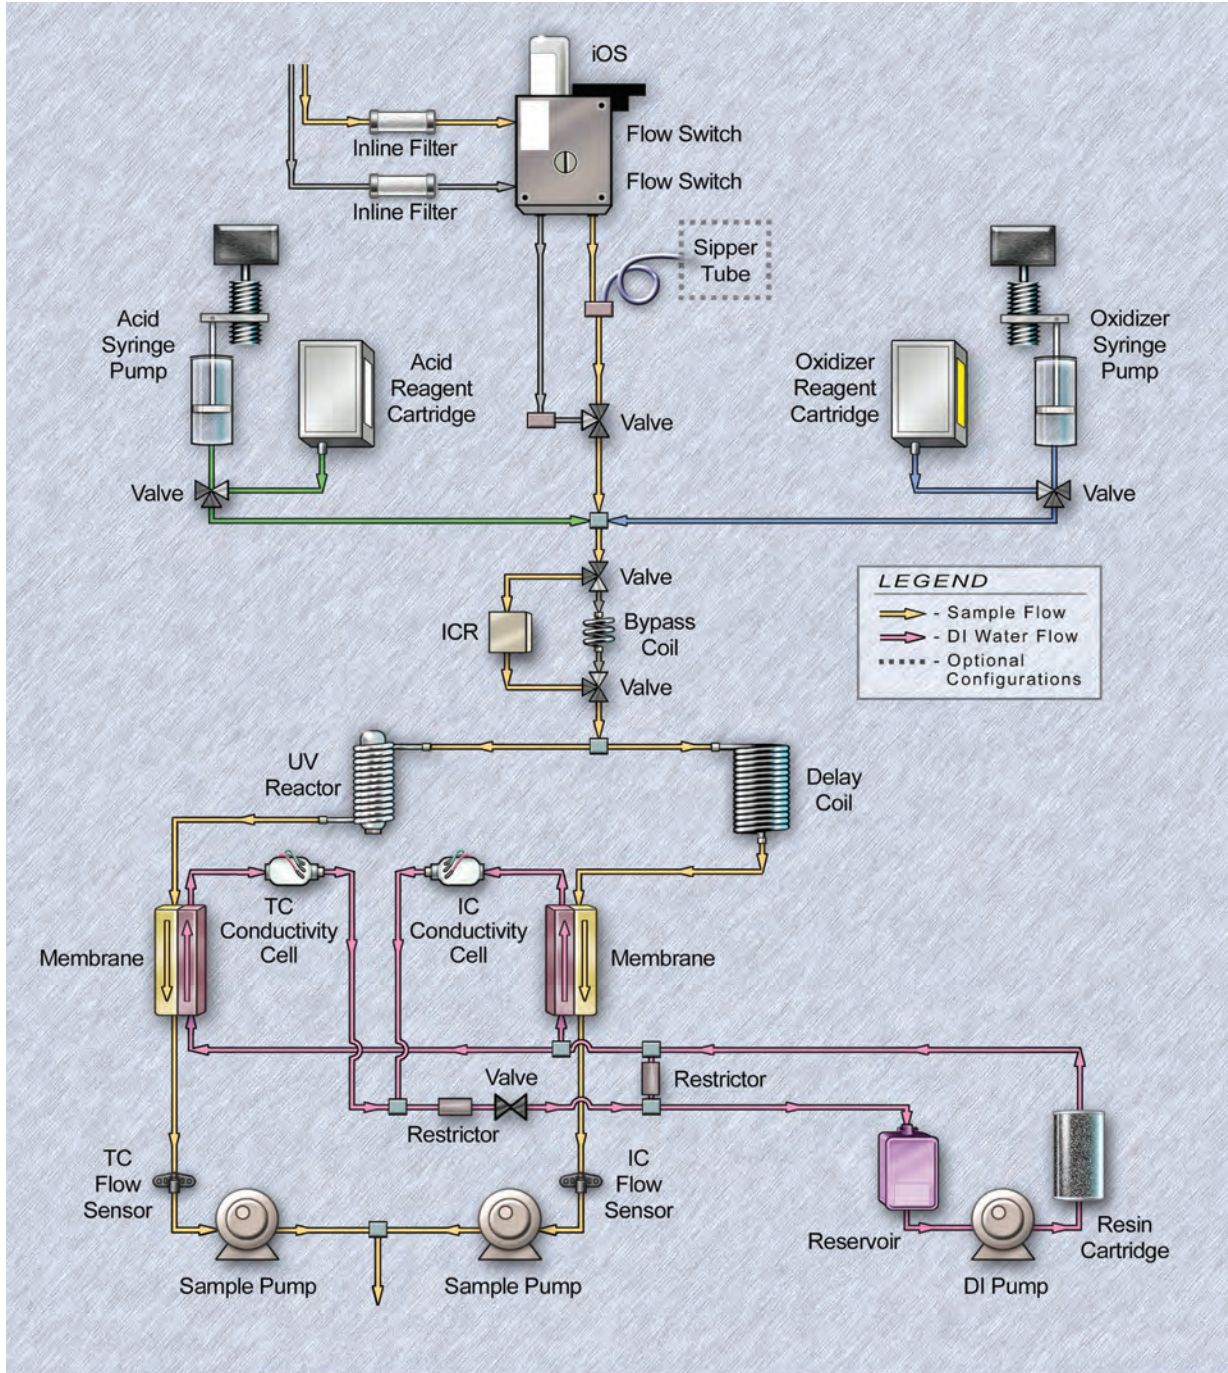 iOS
Flow Switch
Inline Filter
Flow Switch
Inline Filter
Sipper
Tube
Acid
Syringe
Pump
Acid
Reagent
Cartridge
Oxidizer
Reagent
Cartridge
Oxidizer
Syringe
Pump
Valve
Valve
Valve
Valve
ICR
Bypass
Coil
Valve
LEGEND
- Sample Flow
- DI Water Flow
- Optional
Configurations
UV
Reactor
Delay
Coil
TC
Conductivity
Cell
IC
Conductivity
Cell
Membrane
Membrane
Valve
Restrictor
Restrictor
TC
Flow
Sensor
IC
Flow
Sensor
Reservoir
Resin
Cartridge
Sample Pump
Sample Pump
DI Pump